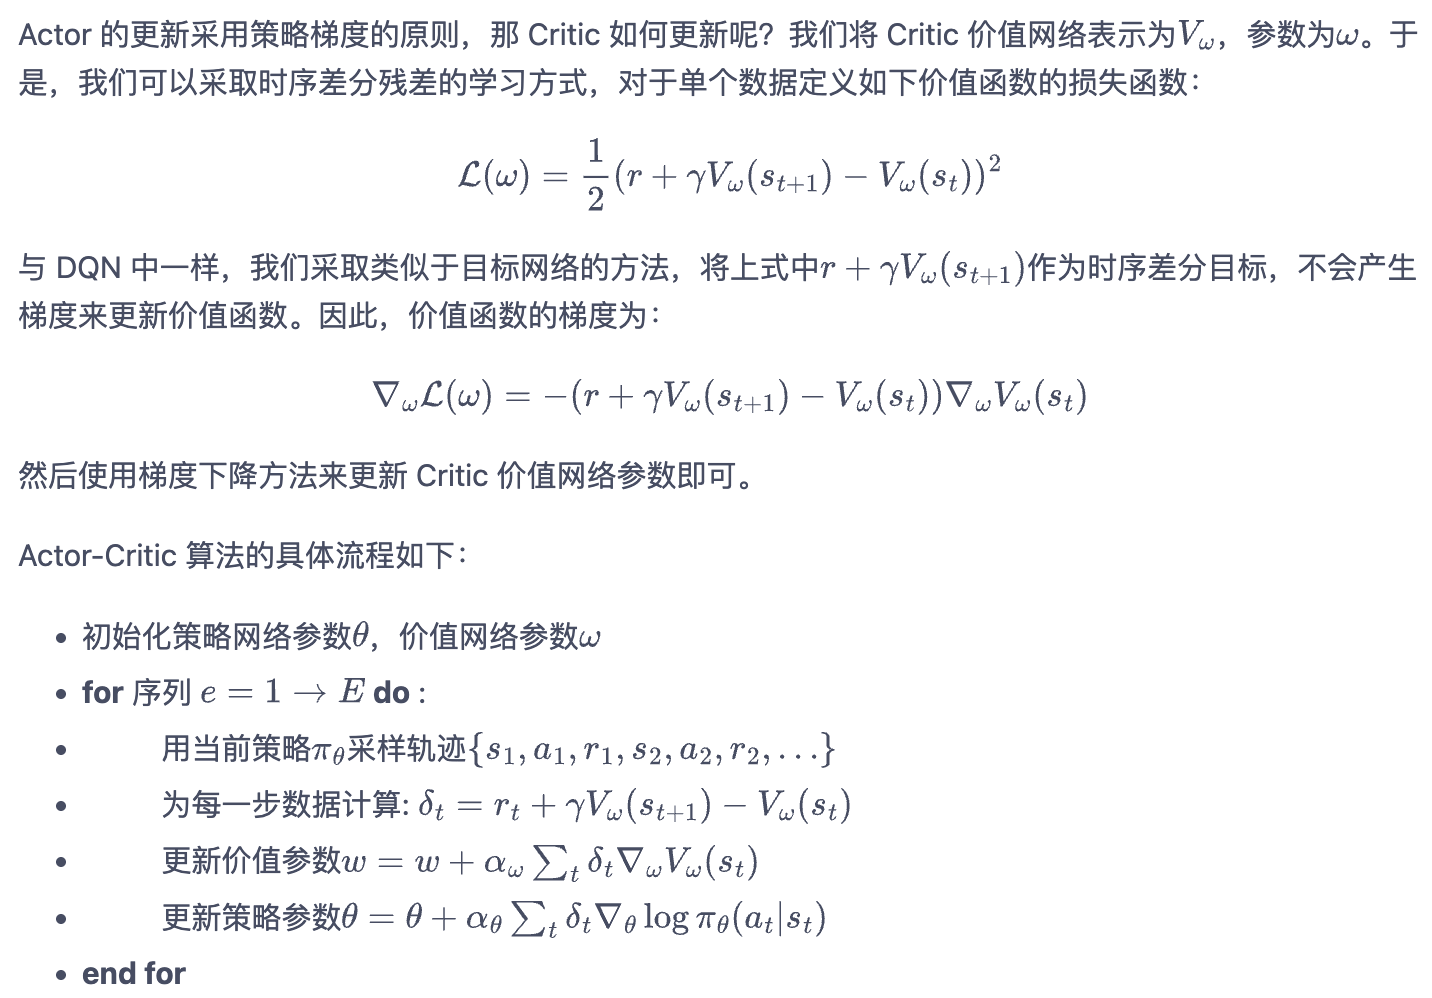 Actor 的更新采用策略梯度的原则，那 Critic 如何更新呢？我们将 Critic 价值网络表示为$V_\omega$，参数为$\omega$。于
是，我们可以采取时序差分残差的学习方式，对于单个数据定义如下价值函数的损失函数：
$$\mathcal{L}(\omega) = \frac{1}{2}(r + \gamma V_\omega(s_{t+1}) - V_\omega(s_t))^2$$
与 DQN 中一样，我们采取类似于目标网络的方法，将上式中$r + \gamma V_\omega(s_{t+1})$作为时序差分目标，不会产生
梯度来更新价值函数。因此，价值函数的梯度为：
$$\nabla_\omega \mathcal{L}(\omega) = -(r + \gamma V_\omega(s_{t+1}) - V_\omega(s_t))\nabla_\omega V_\omega(s_t)$$
然后使用梯度下降方法来更新 Critic 价值网络参数即可。
Actor-Critic 算法的具体流程如下：
• 初始化策略网络参数$\theta$，价值网络参数$\omega$
• for 序列 $e = 1 \to E$ do :
• 用当前策略$\pi_\theta$采样轨迹$\{s_1, a_1, r_1, s_2, a_2, r_2, \ldots\}$
• 为每一步数据计算: $\delta_t = r_t + \gamma V_\omega(s_{t+1}) - V_\omega(s_t)$
• 更新价值参数$w = w + \alpha_\omega \sum_t \delta_t \nabla_\omega V_\omega(s_t)$
• 更新策略参数$\theta = \theta + \alpha_\theta \sum_t \delta_t \nabla_\theta \log \pi_\theta(a_t|s_t)$
• end for